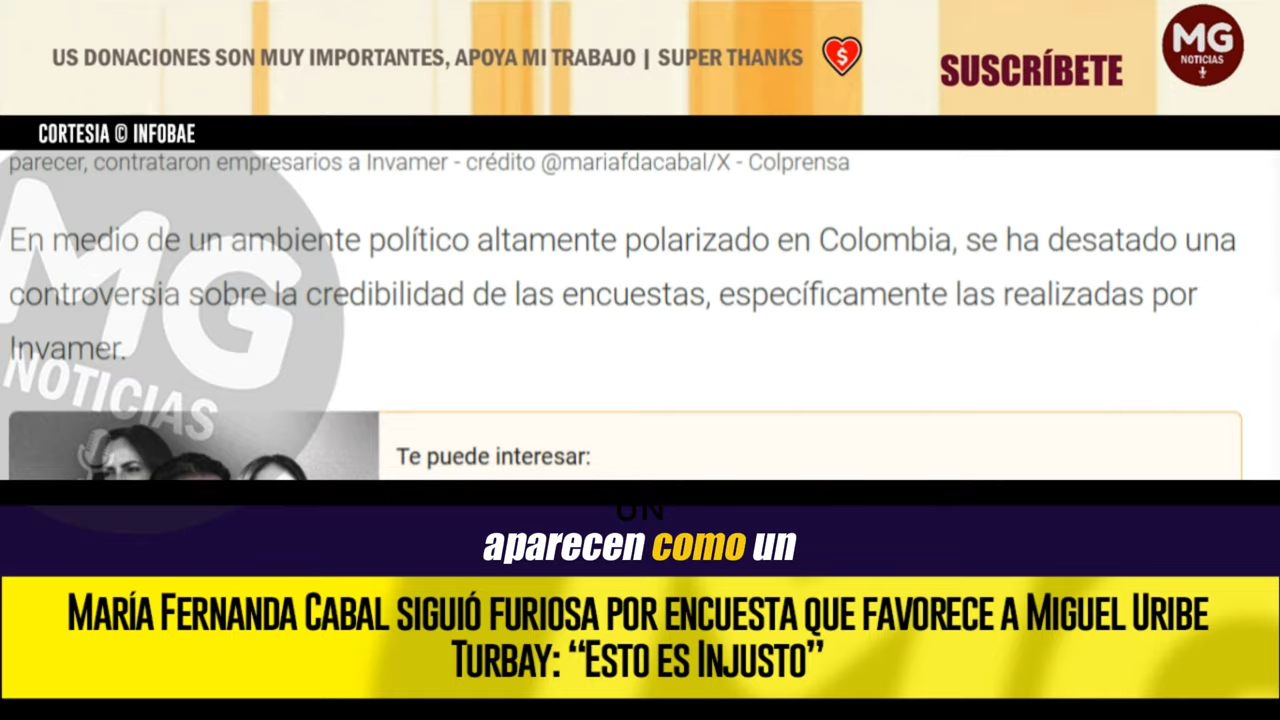 US DONACIONES SON MUY IMPORTANTES, APOYA MI TRABAJO | SUPER THANKS
$
SUSCRÍBETE
MG
NOTICIAS
CORTESIA © INFOBAE
parecer, contrataron empresarios a Invamer - crédito @mariafdacabal/X - Colprensa
En medio de un ambiente político altamente polarizado en Colombia, se ha desatado una
controversia sobre la credibilidad de las encuestas, específicamente las realizadas por
Invamer.
MG
NOTICIAS
Te puede interesar:
UN
aparecen como un
MARÍA FERNANDA CABAL SIGUIÓ FURIOSA POR ENCUESTA QUE FAVORECE A MIGUEL URIBE
TURBAY: “ESTO ES INJUSTO”